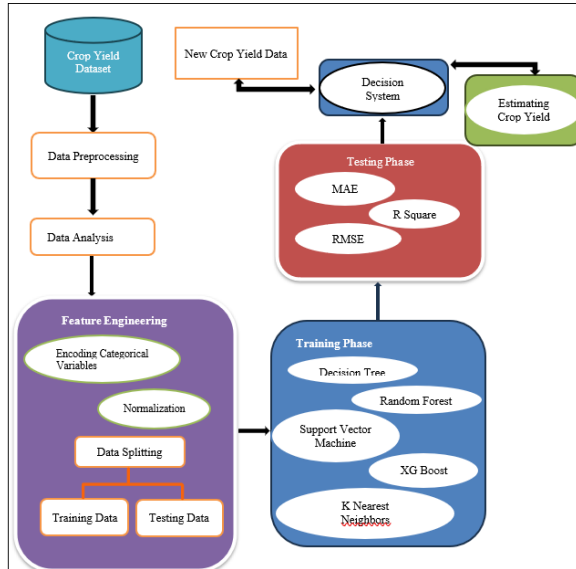 Crop Yield
Dataset
Data Preprocessing
Data Analysis
Feature Engineering
Encoding Categorical
Variables
Normalization
Data Splitting
Training Data
Testing Data
Training Phase
Decision Tree
Random Forest
Support Vector
Machine
XG Boost
K Nearest
Neighbors
Testing Phase
MAE
R Square
RMSE
New Crop Yield Data
Decision
System
Estimating
Crop Yield